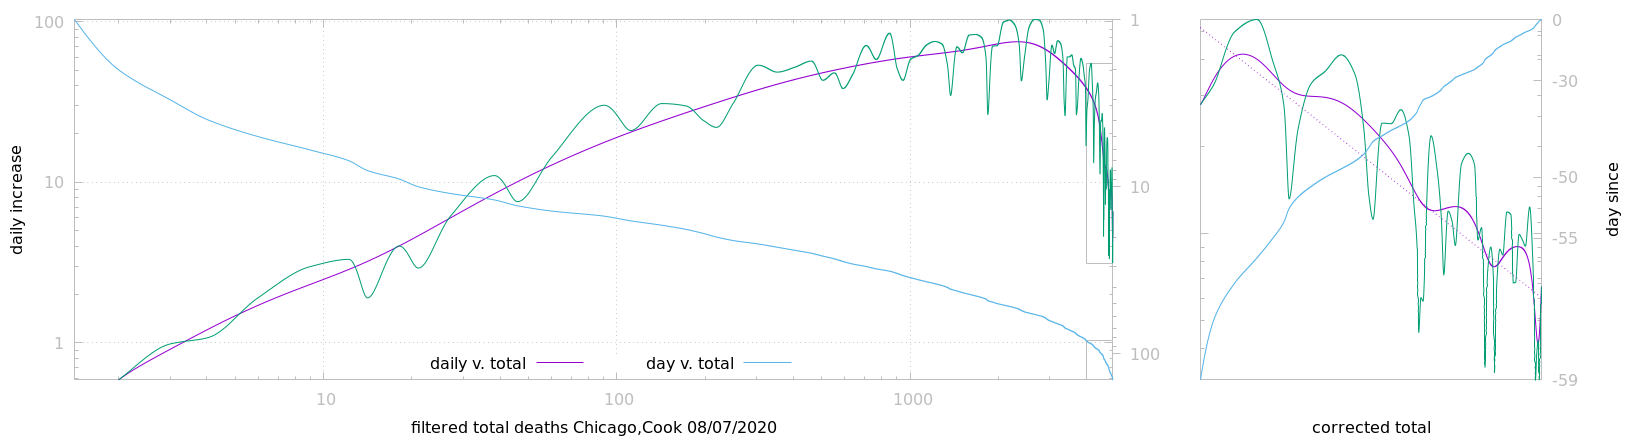 100
10
1
daily increase
1
10
100
daily v. total
day v. total
10
100
1000
filtered total deaths Chicago,Cook 08/07/2020
0
-30
-50
-55
-59
day since
corrected total